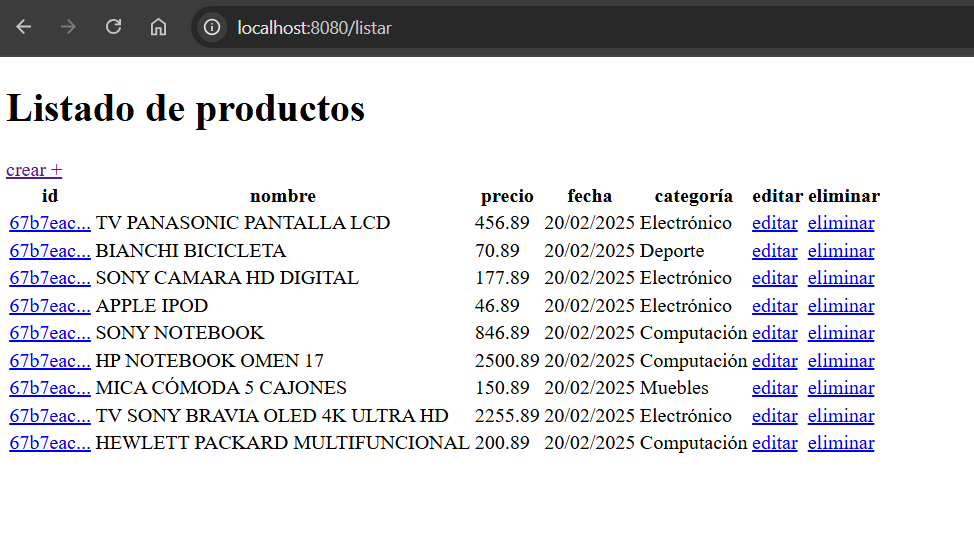 localhost:8080/listar
Listado de productos
crear +
id nombre precio fecha categoría editar eliminar
67b7eac... TV PANASONIC PANTALLA LCD 456.89 20/02/2025 Electrónico editar eliminar
67b7eac... BIANCHI BICICLETA 70.89 20/02/2025 Deporte editar eliminar
67b7eac... SONY CAMARA HD DIGITAL 177.89 20/02/2025 Electrónico editar eliminar
67b7eac... APPLE IPOD 46.89 20/02/2025 Electrónico editar eliminar
67b7eac... SONY NOTEBOOK 846.89 20/02/2025 Computación editar eliminar
67b7eac... HP NOTEBOOK OMEN 17 2500.89 20/02/2025 Computación editar eliminar
67b7eac... MICA CÓMODA 5 CAJONES 150.89 20/02/2025 Muebles editar eliminar
67b7eac... TV SONY BRAVIA OLED 4K ULTRA HD 2255.89 20/02/2025 Electrónico editar eliminar
67b7eac... HEWLETT PACKARD MULTIFUNCIONAL 200.89 20/02/2025 Computación editar eliminar